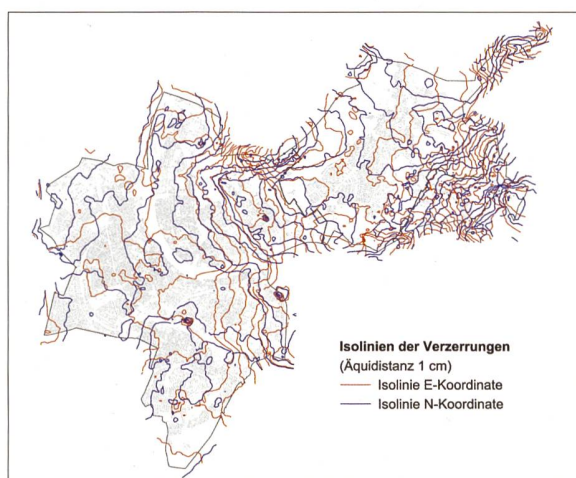 Isolinien der Verzerrungen
(Äquidistanz 1 cm)
Isolinie E-Koordinate
Isolinie N-Koordinate